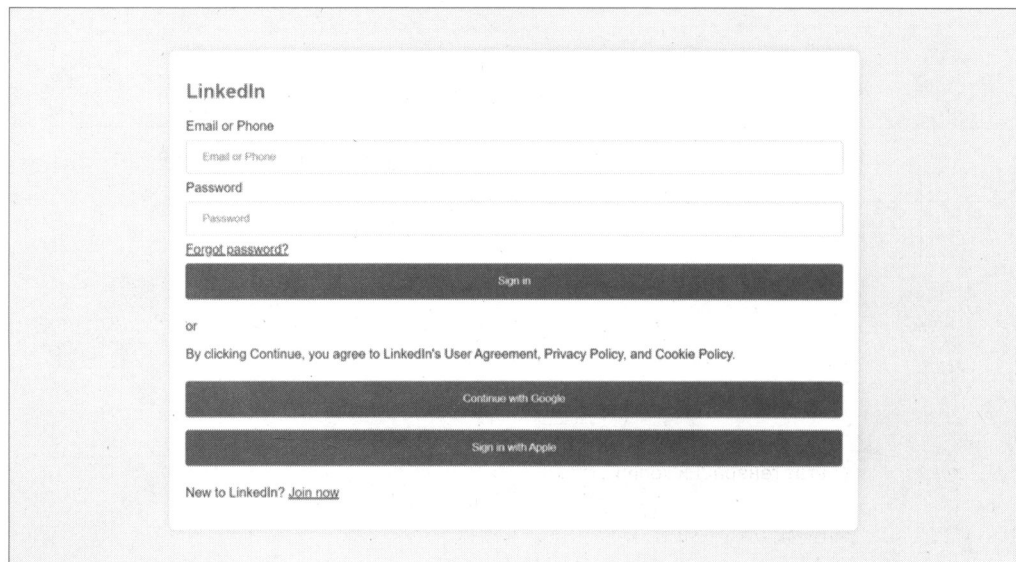 LinkedIn
Email or Phone
Email or Phone
Password
Password
Forgot password?
Sign in
or
By clicking Continue, you agree to LinkedIn's User Agreement, Privacy Policy, and Cookie Policy.
Continue with Google
Sign in with Apple
New to LinkedIn? Join now